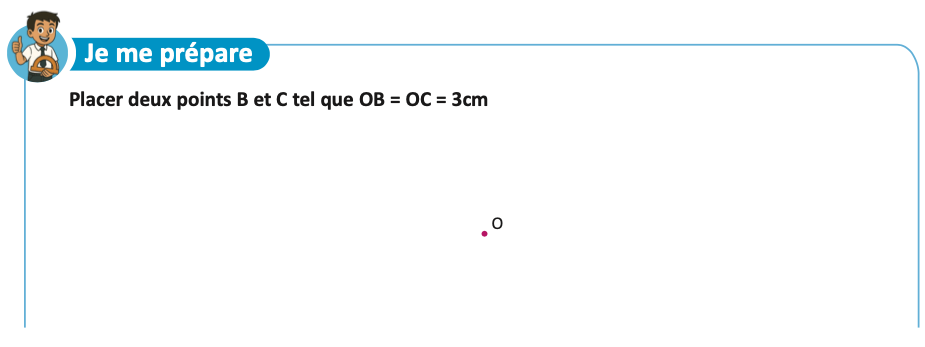 Je me prépare
Placer deux points B et C tel que OB = OC = 3cm
O